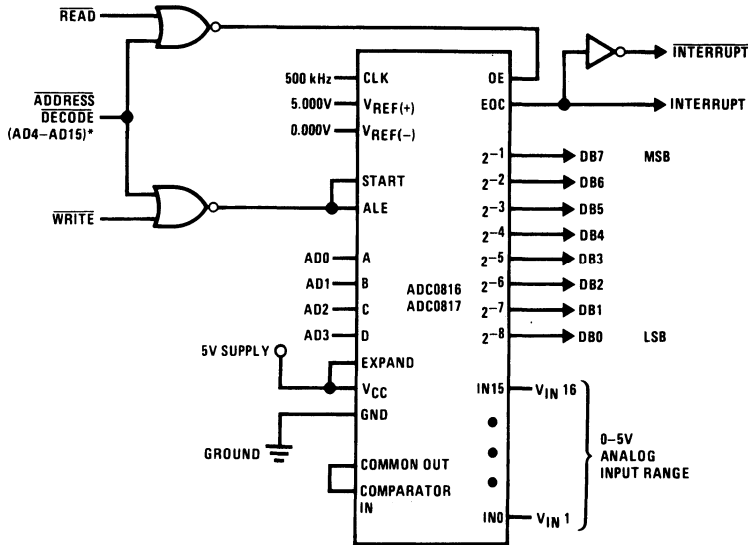 READ
ADDRESS
DECODE
(AD4–AD15)*
WRITE
500 kHz
5.000V
0.000V
AD0
AD1
AD2
AD3
5V SUPPLY
GROUND
CLK
VREF(+)
VREF(–)
START
ALE
A
B
C
D
EXPAND
VCC
GND
COMMON OUT
COMPARATOR
IN
ADC0816
ADC0817
OE
EOC
2–1
2–2
2–3
2–4
2–5
2–6
2–7
2–8
IN15
IN0
INTERRUPT
INTERRUPT
DB7 MSB
DB6
DB5
DB4
DB3
DB2
DB1
DB0 LSB
VIN 16
0–5V
ANALOG
INPUT RANGE
VIN 1